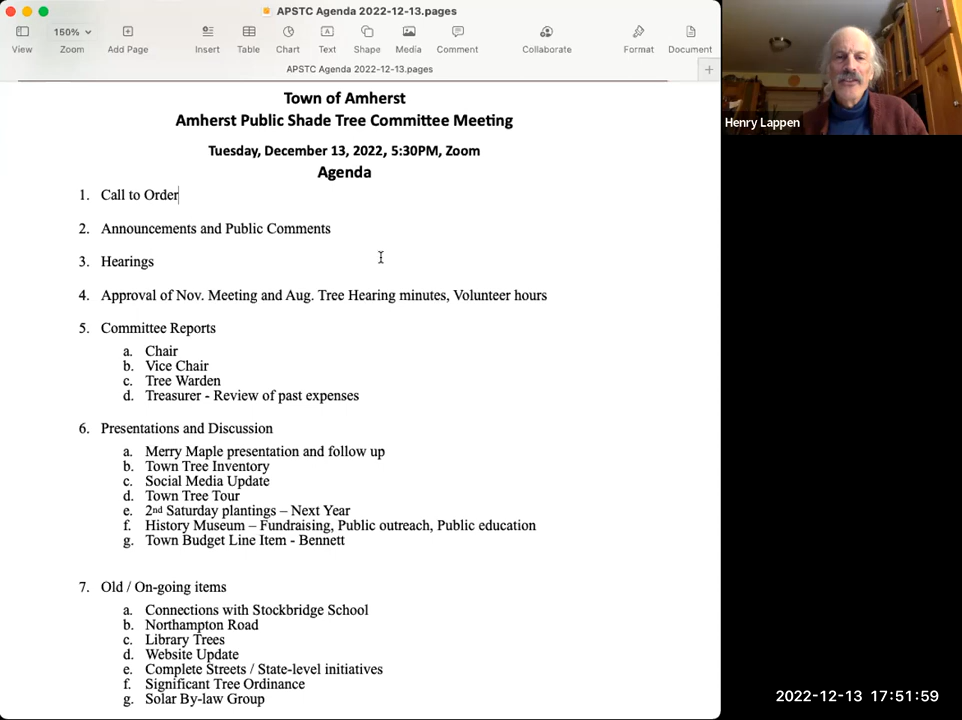 APSTC Agenda 2022-12-13.pages
150%
View
Zoom
Add Page
Insert
Table
Chart
Text
Shape
Media
Comment
Collaborate
Format
Document
APSTC Agenda 2022-12-13.pages
Town of Amherst
Amherst Public Shade Tree Committee Meeting
Tuesday, December 13, 2022, 5:30PM, Zoom
Agenda
1. Call to Order
2. Announcements and Public Comments
3. Hearings
4. Approval of Nov. Meeting and Aug. Tree Hearing minutes, Volunteer hours
5. Committee Reports
a. Chair
b. Vice Chair
c. Tree Warden
d. Treasurer - Review of past expenses
6. Presentations and Discussion
a. Merry Maple presentation and follow up
b. Town Tree Inventory
c. Social Media Update
d. Town Tree Tour
e. 2nd Saturday plantings – Next Year
f. History Museum – Fundraising, Public outreach, Public education
g. Town Budget Line Item - Bennett
7. Old / On-going items
a. Connections with Stockbridge School
b. Northampton Road
c. Library Trees
d. Website Update
e. Complete Streets / State-level initiatives
f. Significant Tree Ordinance
g. Solar By-law Group
Henry Lappen
2022-12-13 17:51:59